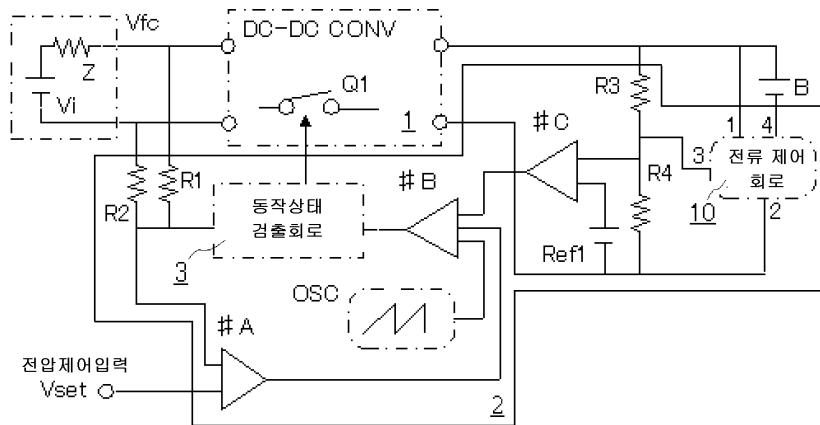 Vfc
DC-DC CONV
Z
Vi
Q1
1
R3
B
#C
1
4
3
전류 제어
회로
10
2
R1
R2
#B
R4
동작상태
검출회로
3
Ref1
OSC
#A
전압제어입력
Vset
2